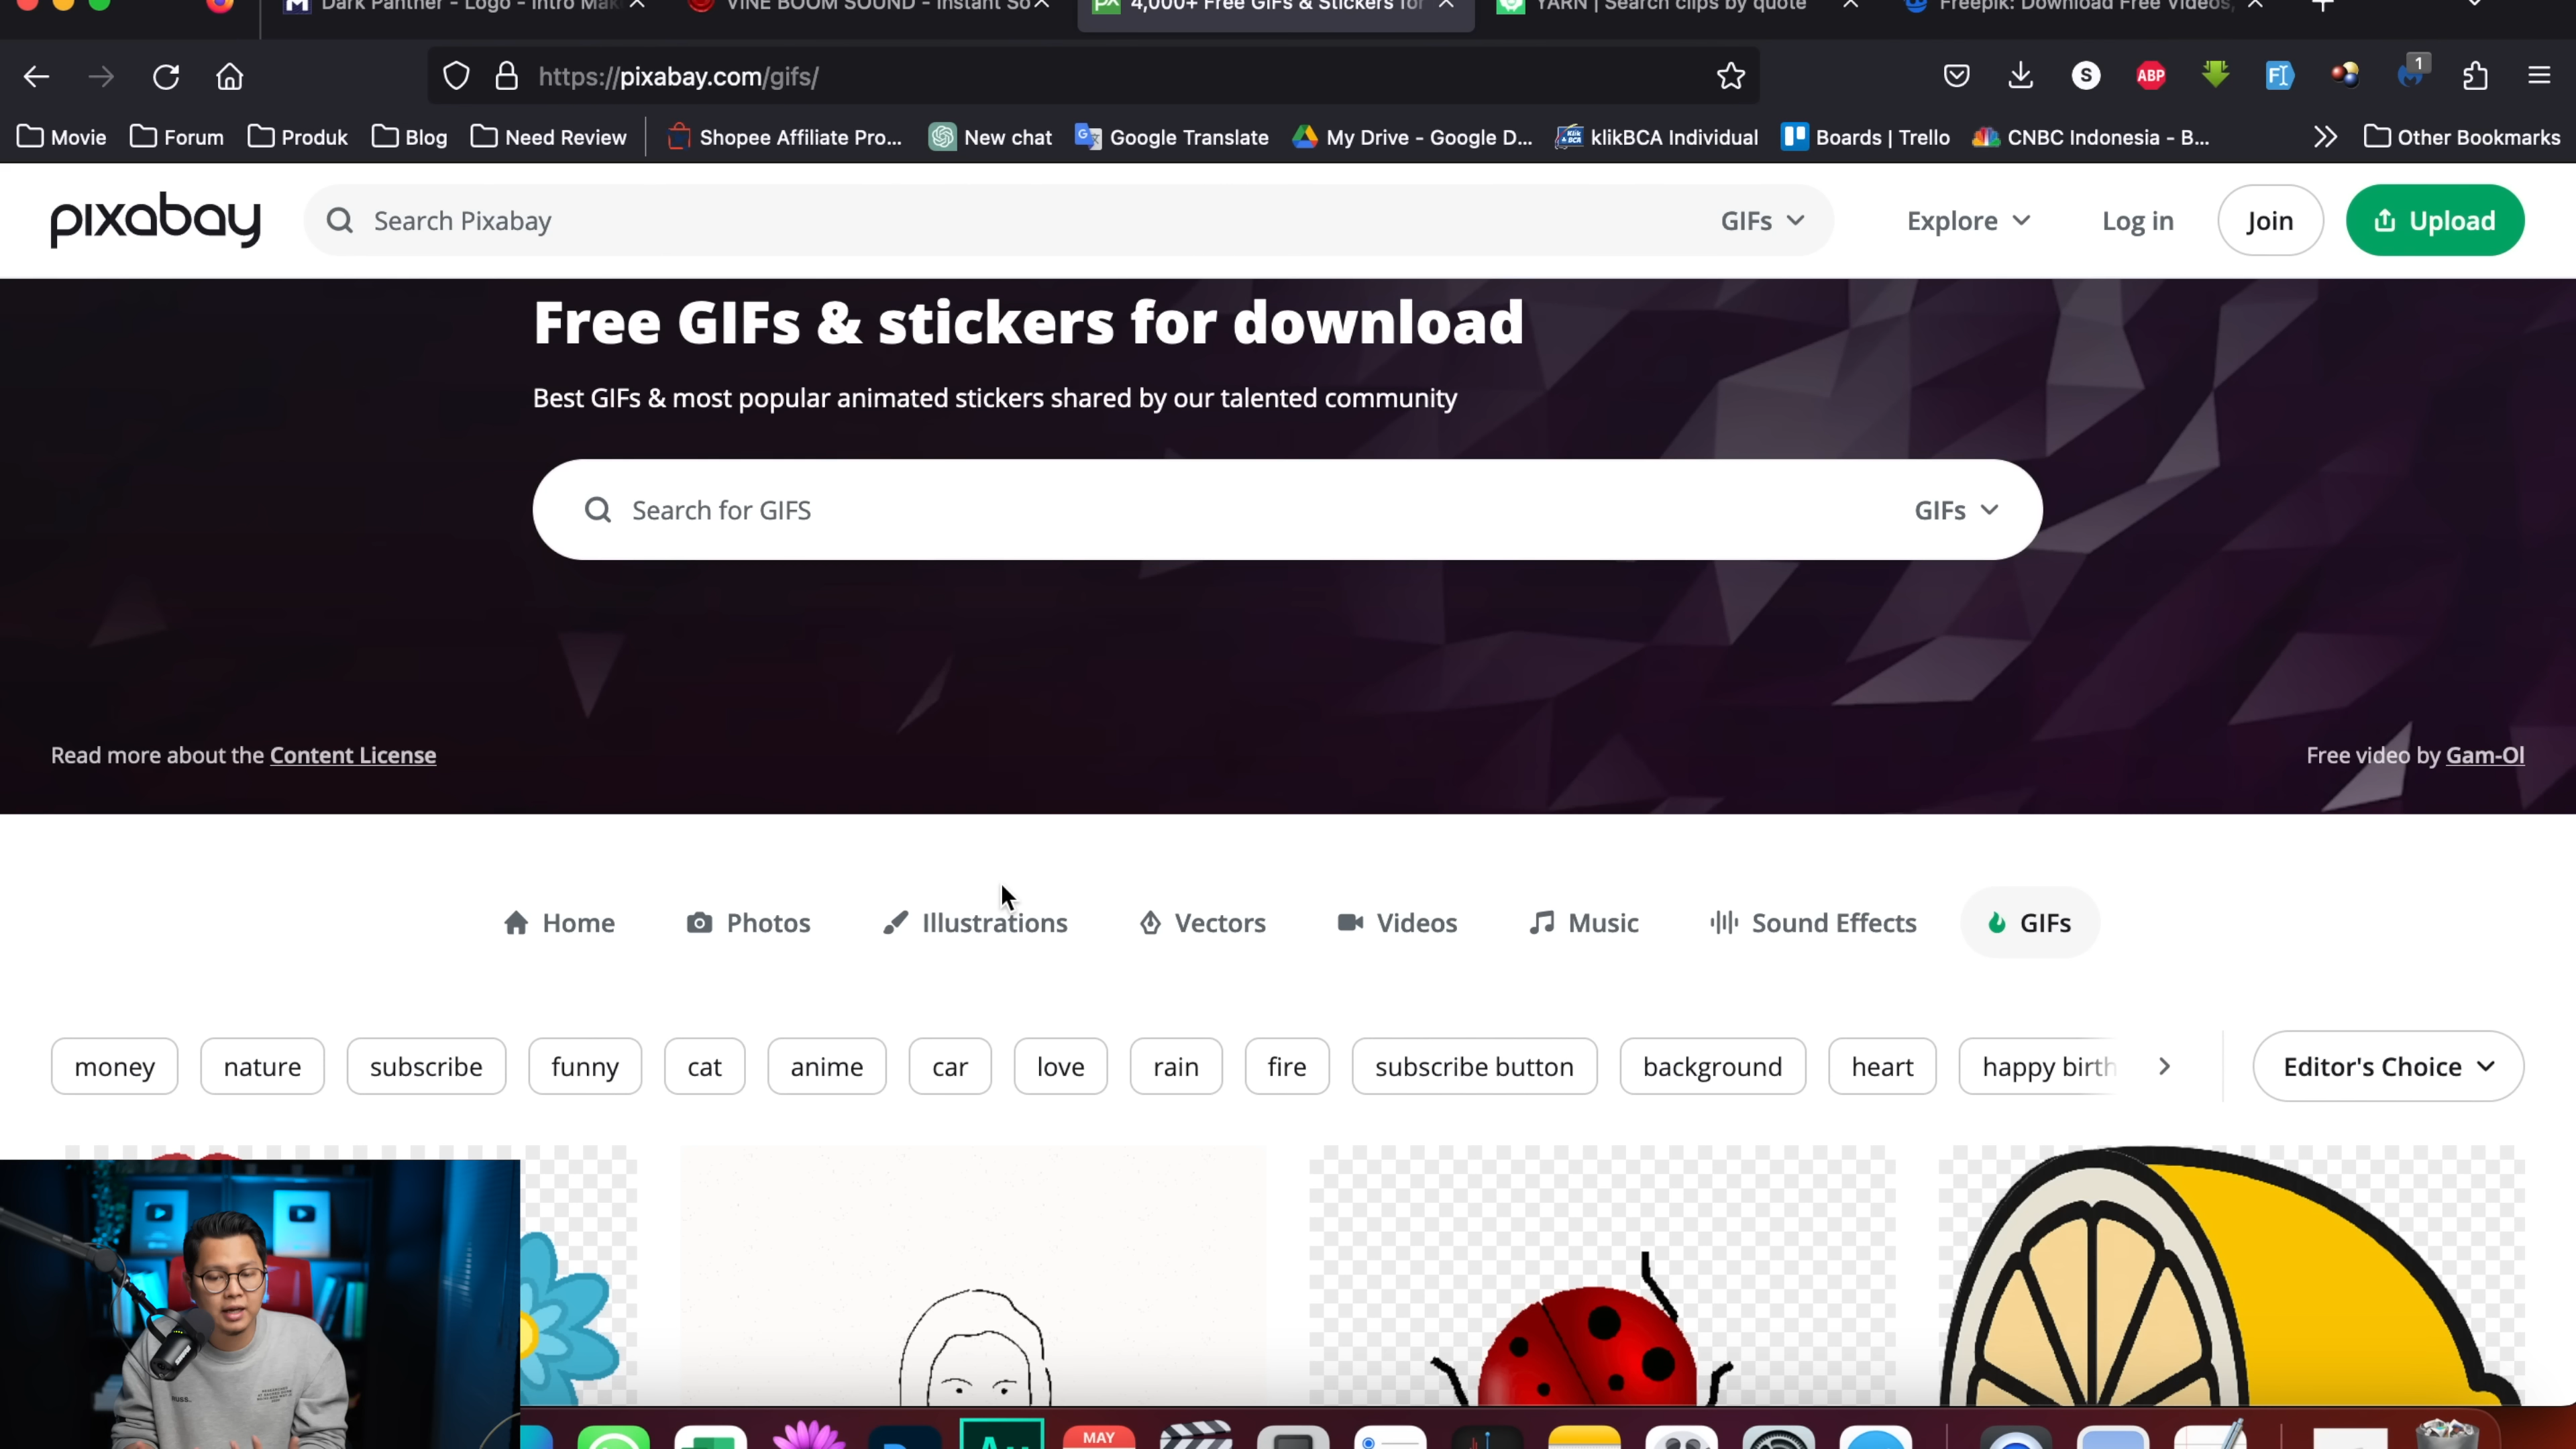 Dark Panther - Logo - Intro Mak
VINE BOOM SOUND - Instant So
4,000+ Free GIFs & Stickers for
YARN | Search clips by quote
Freepik: Download Free Videos,
https://pixabay.com/gifs/
S
ABP
1
Movie
Forum
Produk
Blog
Need Review
Shopee Affiliate Pro...
New chat
Google Translate
My Drive - Google D...
klikBCA Individual
Boards | Trello
CNBC Indonesia - B...
Other Bookmarks
pixabay
Search Pixabay
GIFs
Explore
Log in
Join
Upload
Free GIFs & stickers for download
Best GIFs & most popular animated stickers shared by our talented community
Search for GIFS
GIFs
Read more about the Content License
Free video by Gam-Ol
Home
Photos
Illustrations
Vectors
Videos
Music
Sound Effects
GIFs
money
nature
subscribe
funny
cat
anime
car
love
rain
fire
subscribe button
background
heart
happy birth
Editor's Choice
MAY